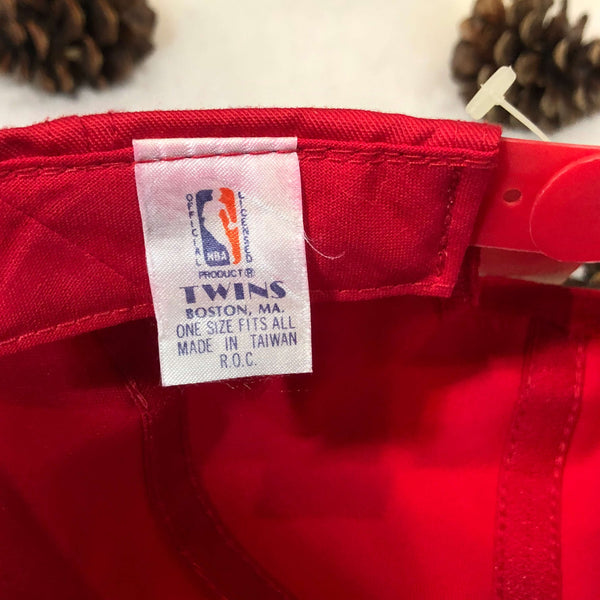 OFFICIAL
LICENSED
NBA
PRODUCT®
TWINS
BOSTON, MA.
ONE SIZE FITS ALL
MADE IN TAIWAN
R.O.C.